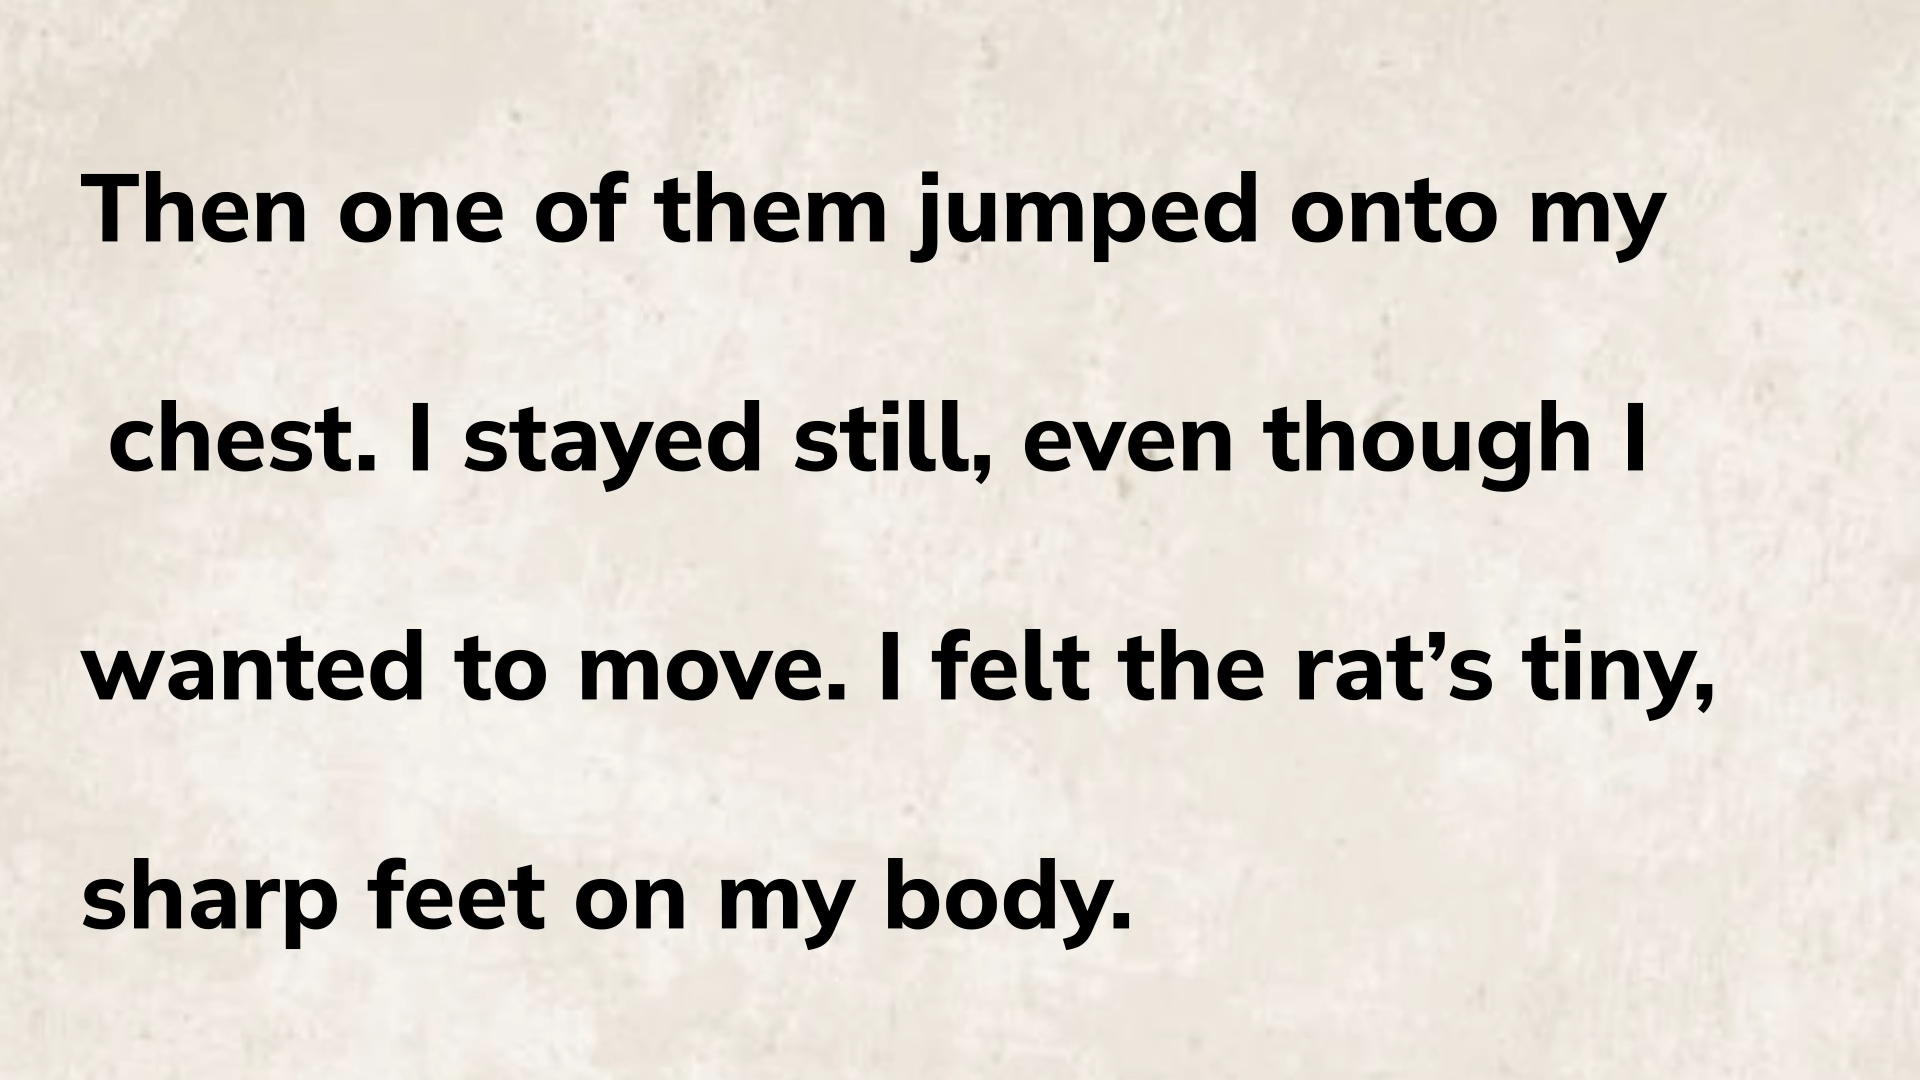 Then one of them jumped onto my
chest. I stayed still, even though I
wanted to move. I felt the rat’s tiny,
sharp feet on my body.